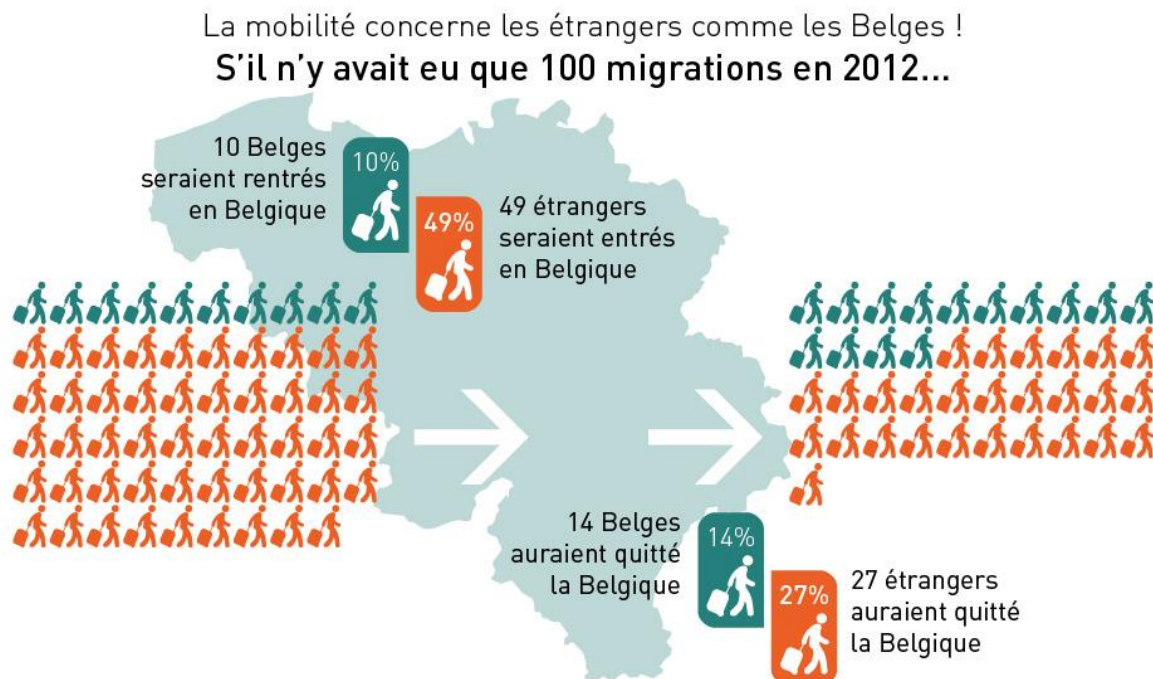 La mobilité concerne les étrangers comme les Belges !
S'il n'y avait eu que 100 migrations en 2012...
10 Belges
seraient rentrés
en Belgique
10%
49%
49 étrangers
seraient entrés
en Belgique
14 Belges
auraient quitté
la Belgique
14%
27%
27 étrangers
auraient quitté
la Belgique